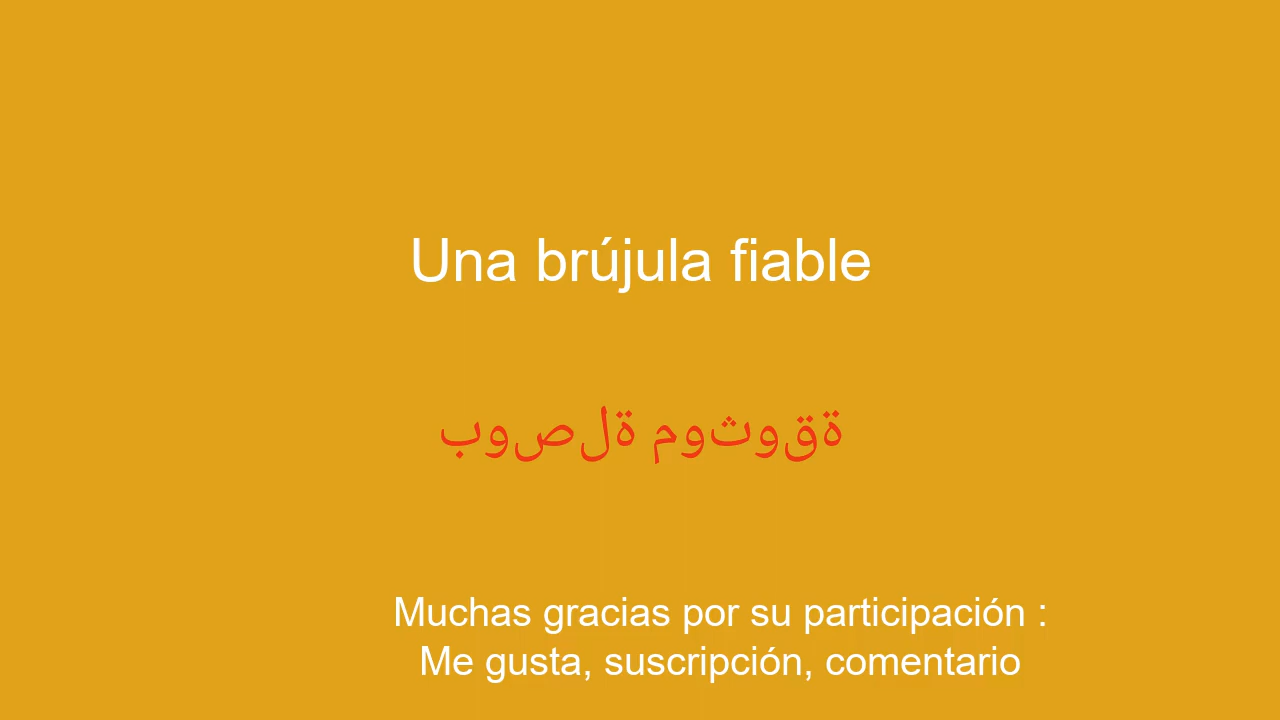 Una brújula fiable
بوصلة موثوقة
Muchas gracias por su participación :
Me gusta, suscripción, comentario